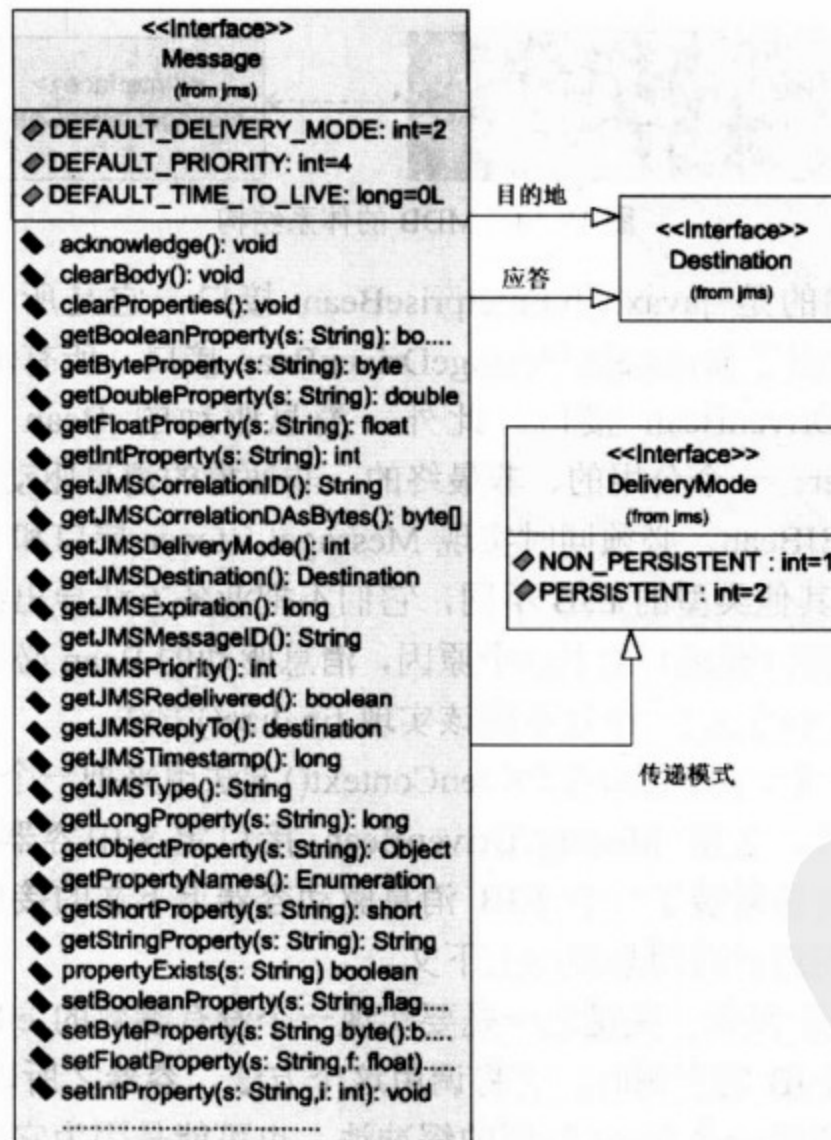 <<Interface>>
Message
(from jms)
DEFAULT_DELIVERY_MODE: int=2
DEFAULT_PRIORITY: int=4
DEFAULT_TIME_TO_LIVE: long=0L
acknowledge(): void
clearBody(): void
clearProperties():void
getBooleanProperty(s: String): bo....
getByteProperty(s: String): byte
getDoubleProperty(s: String): double
getFloatProperty(s: String): float
getIntProperty(s: String): int
getJMSCorrelationID(): String
getJMSCorrelationDAsBytes(): byte[]
getJMSDeliveryMode(): int
getJMSDestination(): Destination
getJMSExpiration(): long
getJMSMessageID(): String
getJMSPriority(): int
getJMSRedelivered(): boolean
getJMSReplyTo(): destination
getJMSTimestamp(): long
getJMSType(): String
getLongProperty(s: String): long
getObjectProperty(s: String): Object
getPropertyNames(): Enumeration
getShortProperty(s: String): short
getStringProperty(s: String): String
propertyExists(s: String) boolean
setBooleanProperty(s: String,flag
setByteProperty(s: String byte():b....
setFloatProperty(s: String,f: float)
setIntProperty(s: String,i: int): void
目的地
应答
<<Interface>>
Destination
(from jms)
<<Interface>>
DeliveryMode
(from jms)
NON_PERSISTENT : int=1
PERSISTENT : int=2
传递模式